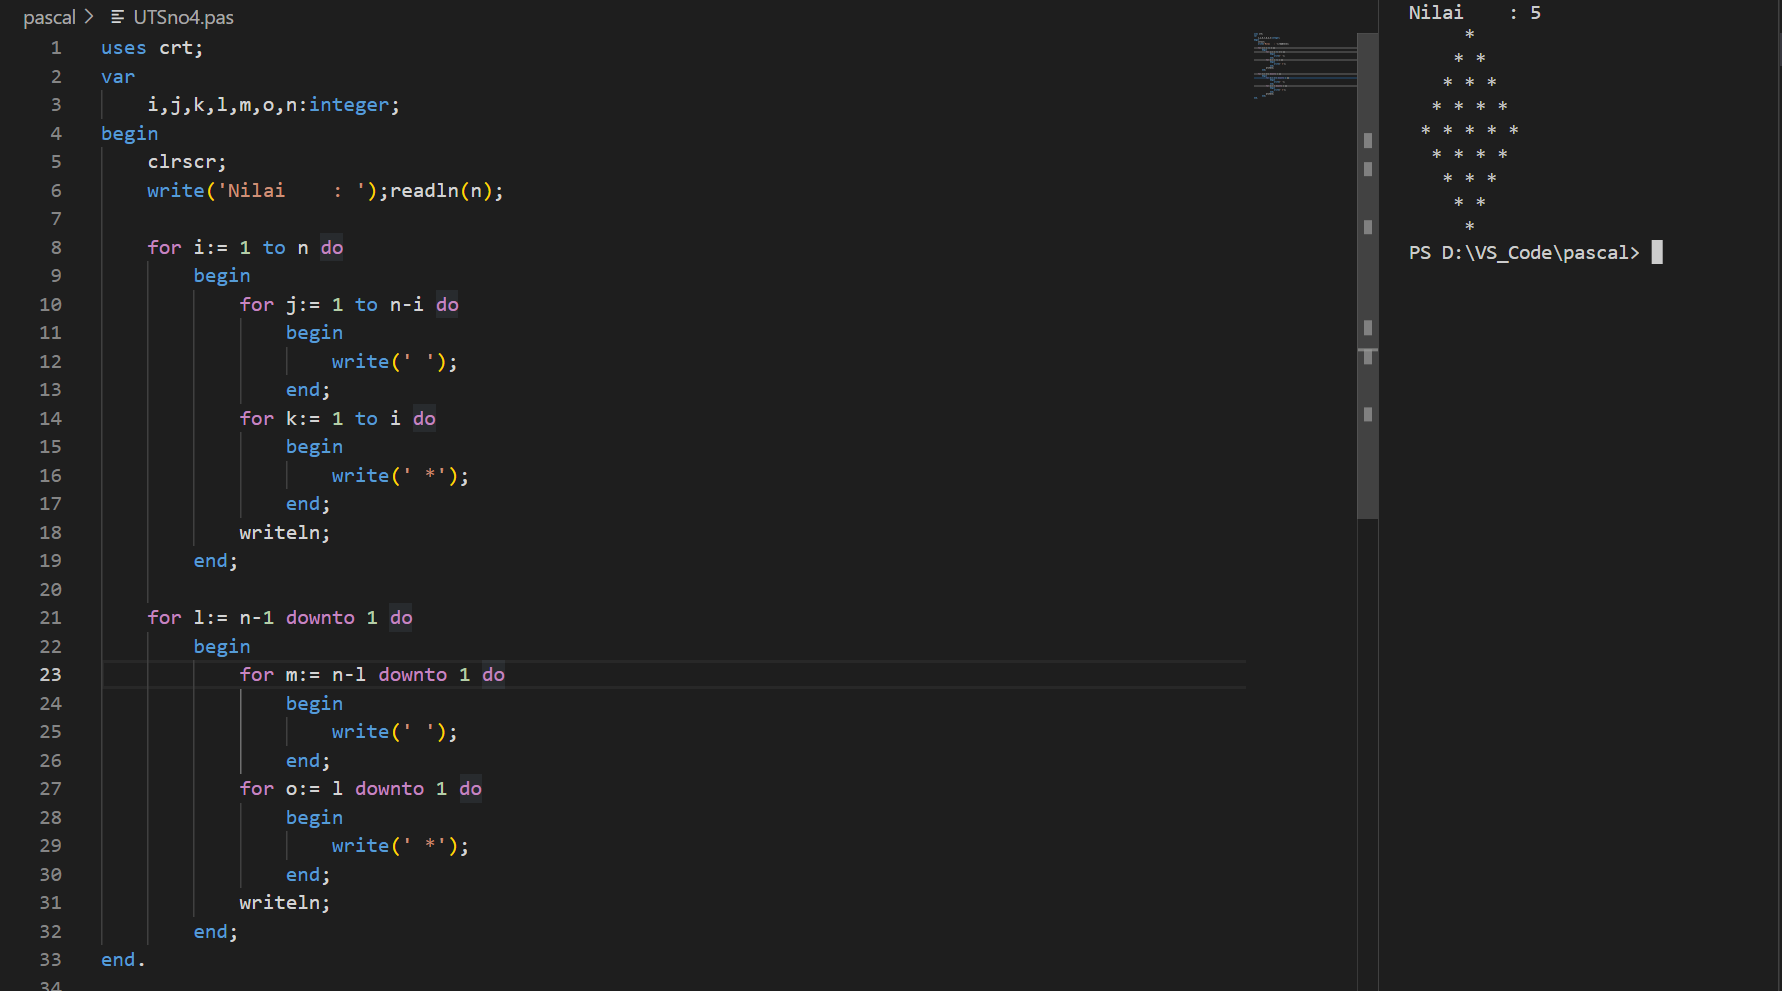 pascal > UTSno4.pas
1 uses crt;
2 var
3     i,j,k,l,m,o,n:integer;
4 begin
5     clrscr;
6     write('Nilai    : ');readln(n);
7
8     for i:= 1 to n do
9         begin
10             for j:= 1 to n-i do
11                 begin
12                     write(' ');
13                 end;
14             for k:= 1 to i do
15                 begin
16                     write(' *');
17                 end;
18             writeln;
19         end;
20
21     for l:= n-1 downto 1 do
22         begin
23             for m:= n-l downto 1 do
24                 begin
25                     write(' ');
26                 end;
27             for o:= l downto 1 do
28                 begin
29                     write(' *');
30                 end;
31             writeln;
32         end;
33 end.
34
Nilai    : 5
     *
    * *
   * * *
  * * * *
 * * * * *
  * * * *
   * * *
    * *
     *
PS D:\VS_Code\pascal>